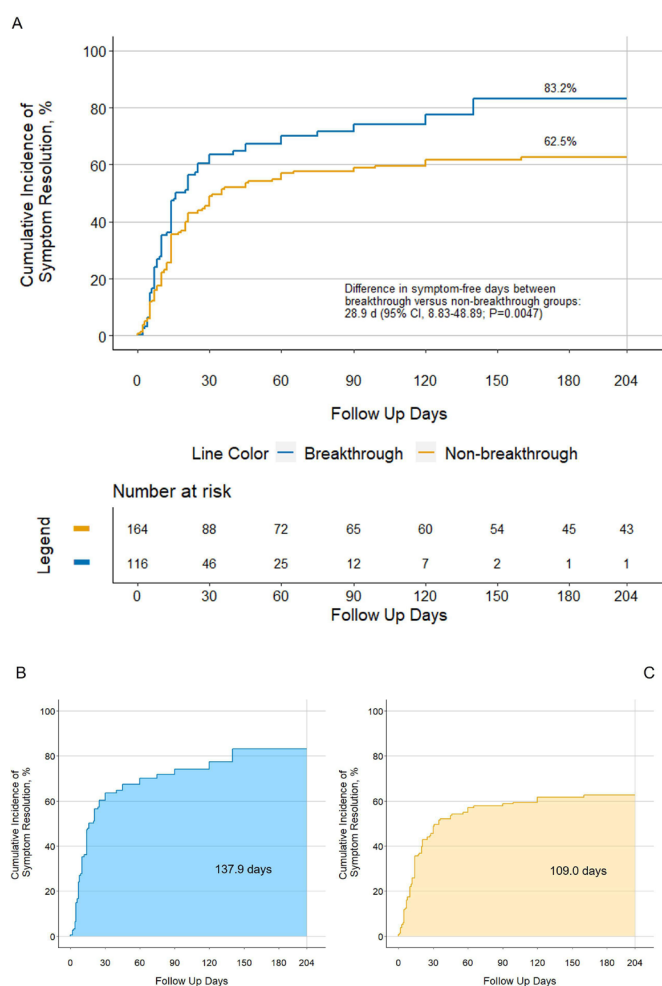 A
Cumulative Incidence of
Symptom Resolution, %
100
80
60
40
20
0
83.2%
62.5%
Difference in symptom-free days between
breakthrough versus non-breakthrough groups:
28.9 d (95% CI, 8.83-48.89; P=0.0047)
0 30 60 90 120 150 180 204
Follow Up Days
Line Color Breakthrough Non-breakthrough
Number at risk
Legend
164 88 72 65 60 54 45 43
116 46 25 12 7 2 1 1
0 30 60 90 120 150 180 204
Follow Up Days
B
Cumulative Incidence of
Symptom Resolution, %
100
80
60
40
20
0
137.9 days
0 30 60 90 120 150 180 204
Follow Up Days
C
Cumulative Incidence of
Symptom Resolution, %
100
80
60
40
20
0
109.0 days
0 30 60 90 120 150 180 204
Follow Up Days